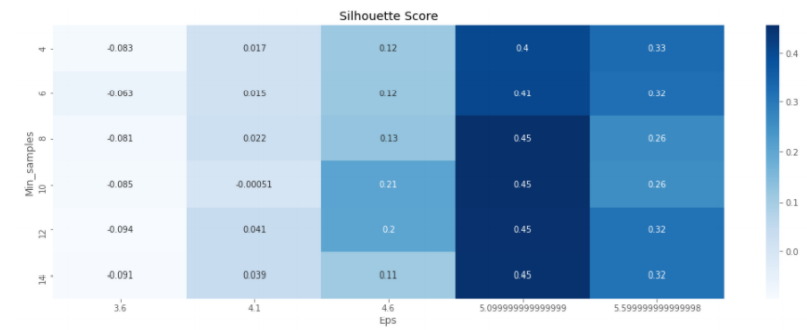 Silhouette Score
4 -0.083 0.017 0.12 0.4 0.33
6 -0.063 0.015 0.12 0.41 0.32
8 -0.081 0.022 0.13 0.45 0.26
10 -0.085 -0.00051 0.21 0.45 0.26
12 -0.094 0.041 0.2 0.45 0.32
14 -0.091 0.039 0.11 0.45 0.32
Min_samples
3.6 4.1 4.6 5.099999999999999 5.599999999999998
Eps
0.4
0.3
0.2
0.1
0.0